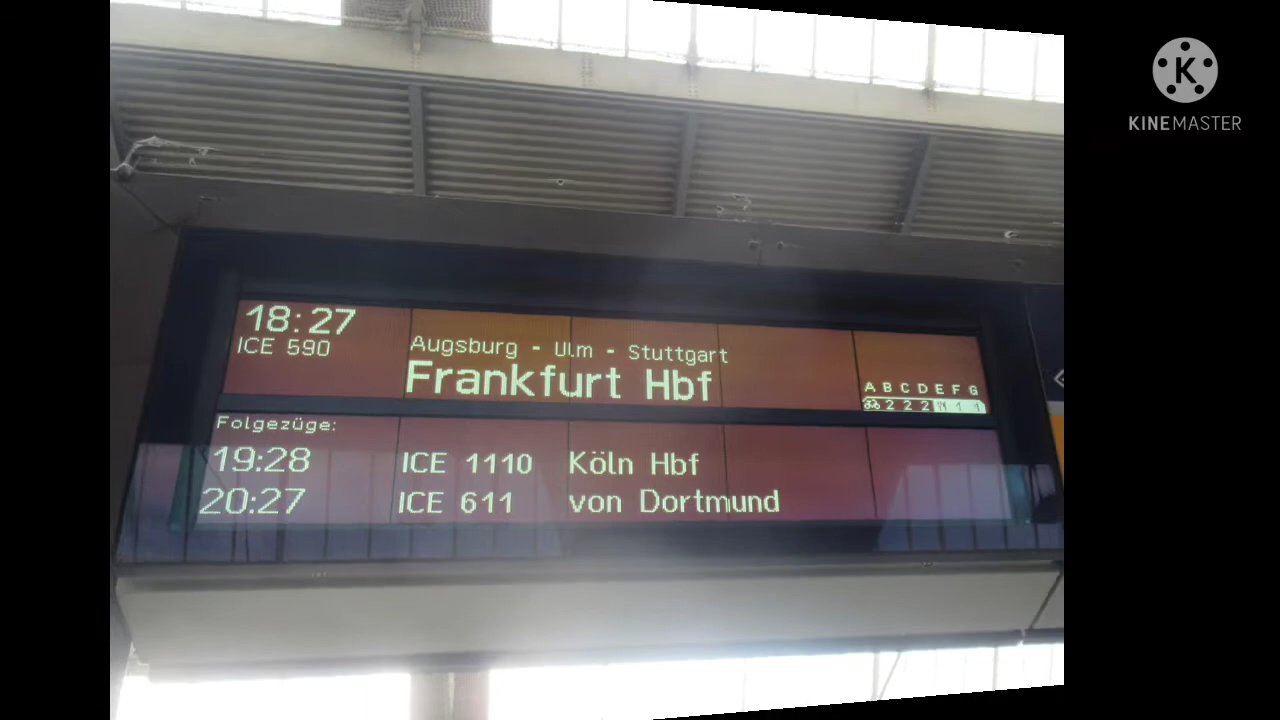 KINEMASTER
18:27
ICE 590
Augsburg - Ulm - Stuttgart
Frankfurt Hbf
A B C D E F G
2 2 2 1 1
Folgezüge:
19:28 ICE 1110 Köln Hbf
20:27 ICE 611 von Dortmund